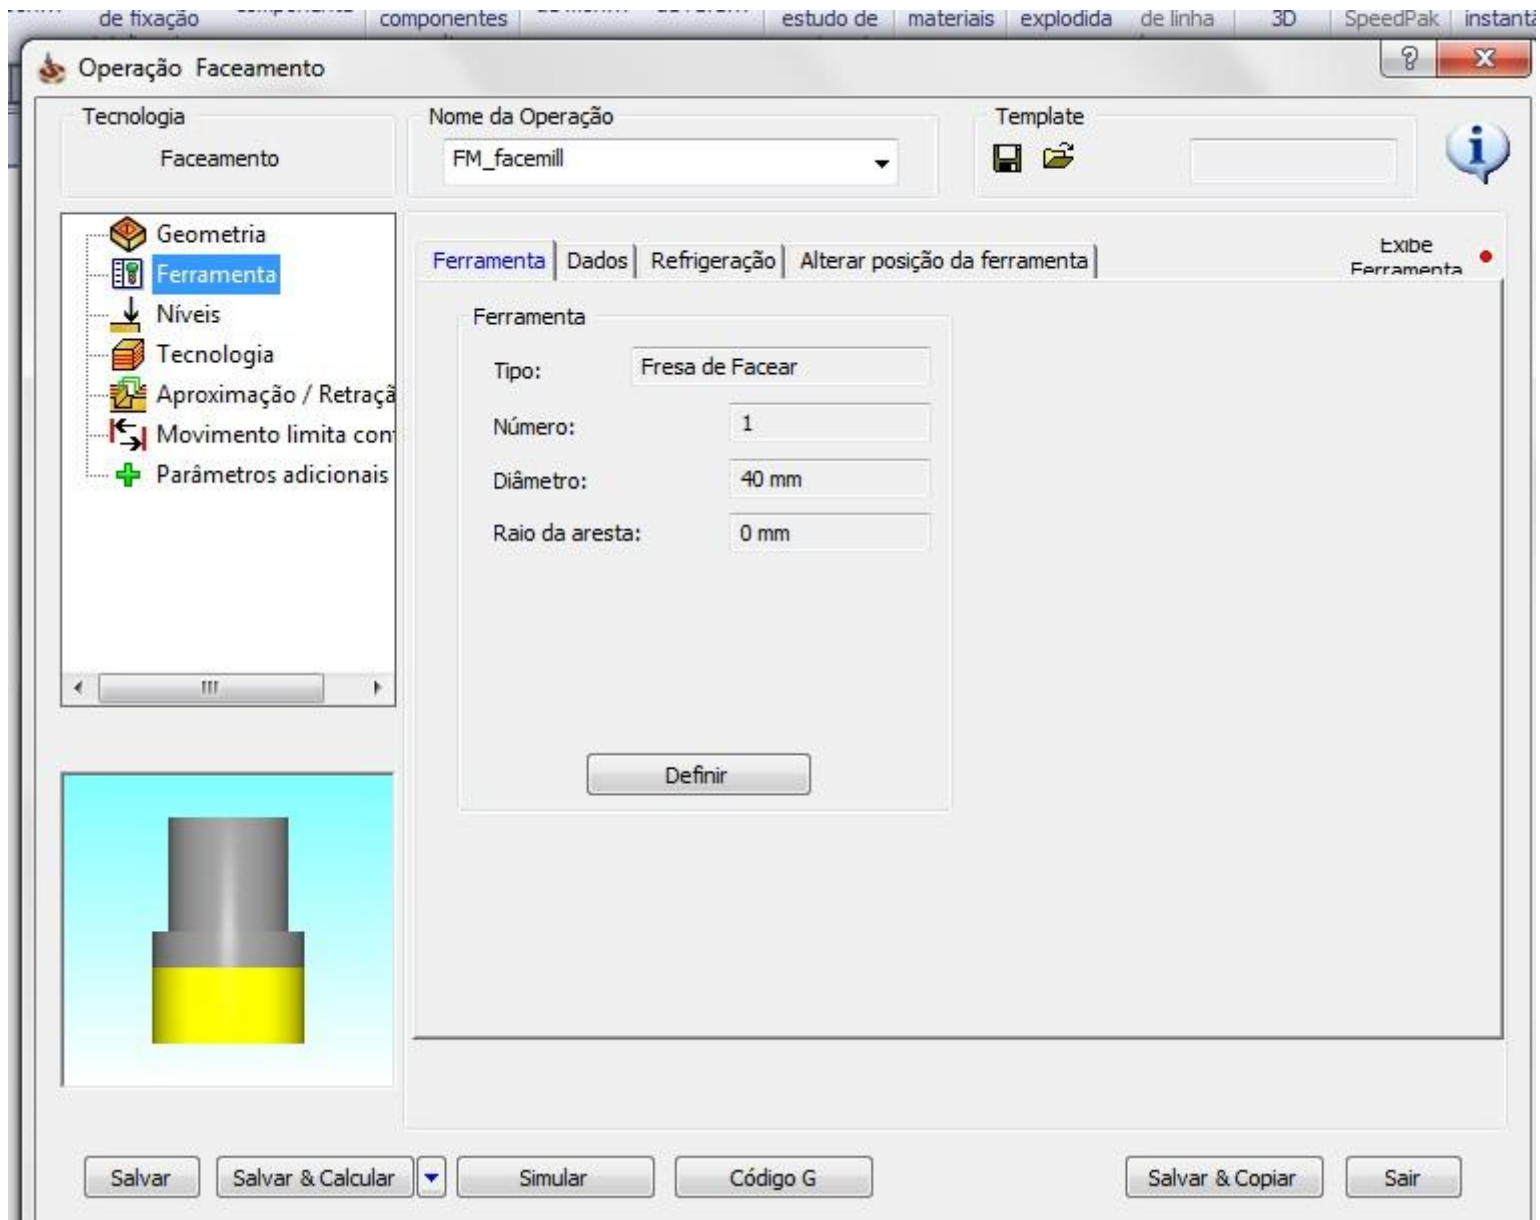 de fixação
componentes
estudo de materiais explodida de linha 3D SpeedPak
Operação Faceamento
Tecnologia
Faceamento
Nome da Operação
FM_facemill
Template
Geometria
Ferramenta
Níveis
Tecnologia
Aproximação / Retraçã
Movimento limita con
Parâmetros adicionais
Ferramenta Dados Refrigeração Alterar posição da ferramenta
Exibe
Ferramenta
Ferramenta
Tipo: Fresa de Facear
Número: 1
Diâmetro: 40 mm
Raio da aresta: 0 mm
Definir
Salvar Salvar & Calcular Simular Código G Salvar & Copiar Sair